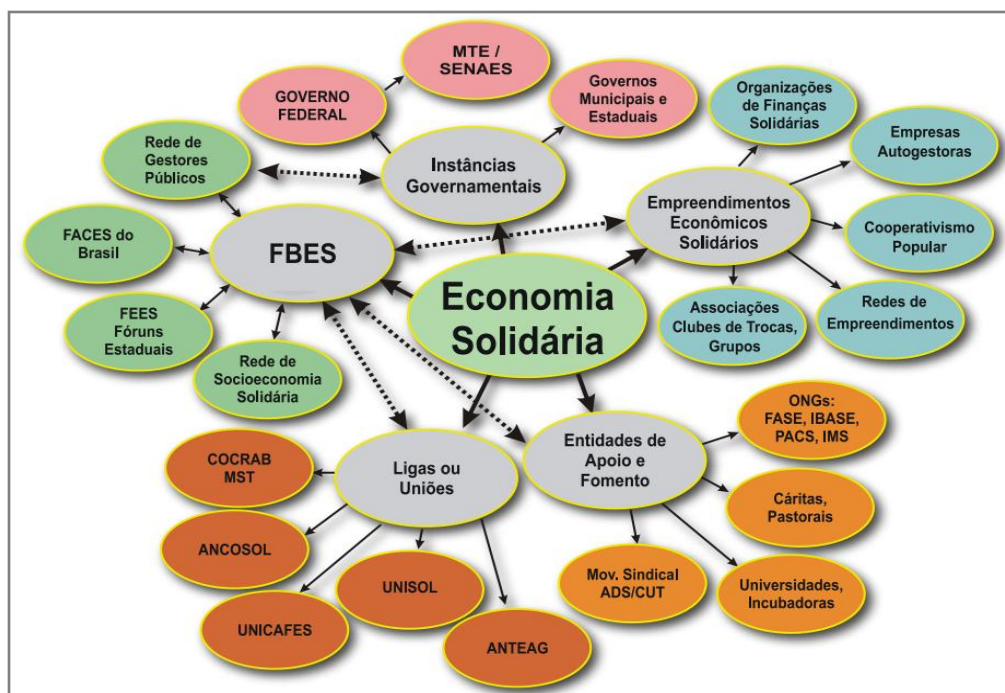 MTE /
SENAES
GOVERNO
FEDERAL
Governos
Municipais e
Estaduais
Organizações
de Finanças
Solidárias
Empresas
Autogestoras
Rede de
Gestores
Públicos
Instâncias
Governamentais
Empreendimentos
Econômicos
Solidários
Cooperativismo
Popular
FACES do
Brasil
FBES
Economia
Solidária
Associações
Clubes de Trocas,
Grupos
Redes de
Empreendimentos
FEES
Fóruns
Estaduais
Rede de
Socioeconomia
Solidária
ONGs:
FASE, IBASE,
PACS, IMS
Ligas ou
Uniões
Entidades de
Apoio e
Fomento
COCRAB
MST
Cáritas,
Pastorais
ANCOSOL
UNISOL
Mov. Sindical
ADS/CUT
Universidades,
Incubadoras
UNICAFES
ANTEAG